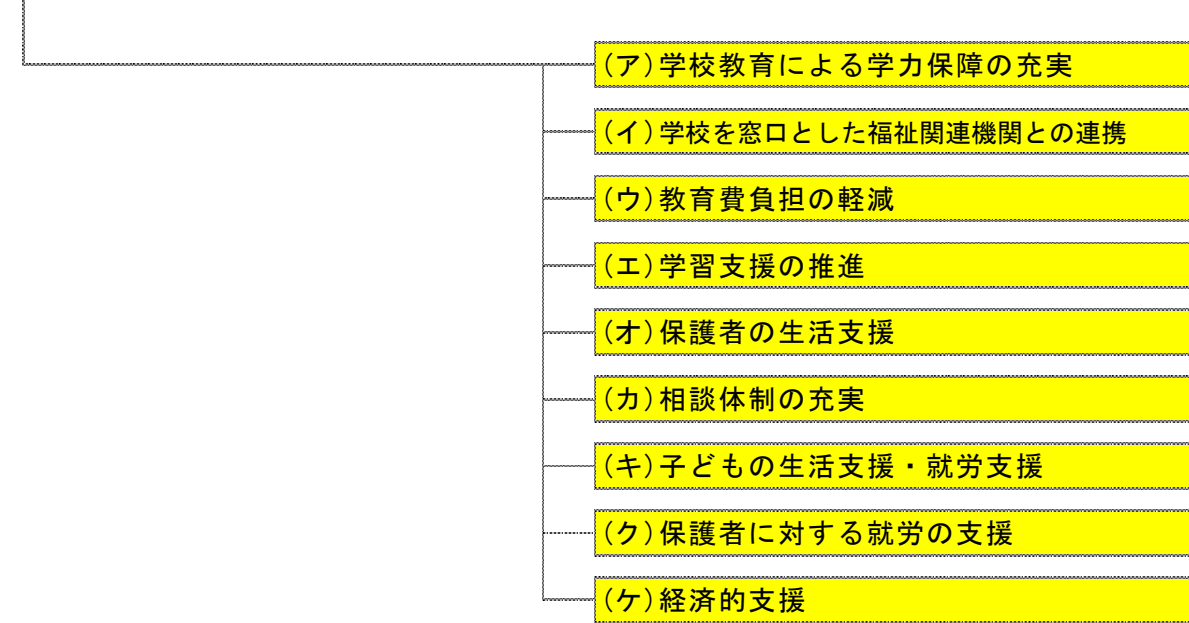 (ア)学校教育による学力保障の充実
(イ)学校を窓口とした福祉関連機関との連携
(ウ)教育費負担の軽減
(エ)学習支援の推進
(オ)保護者の生活支援
(カ)相談体制の充実
(キ)子どもの生活支援・就労支援
(ク)保護者に対する就労の支援
(ケ)経済的支援